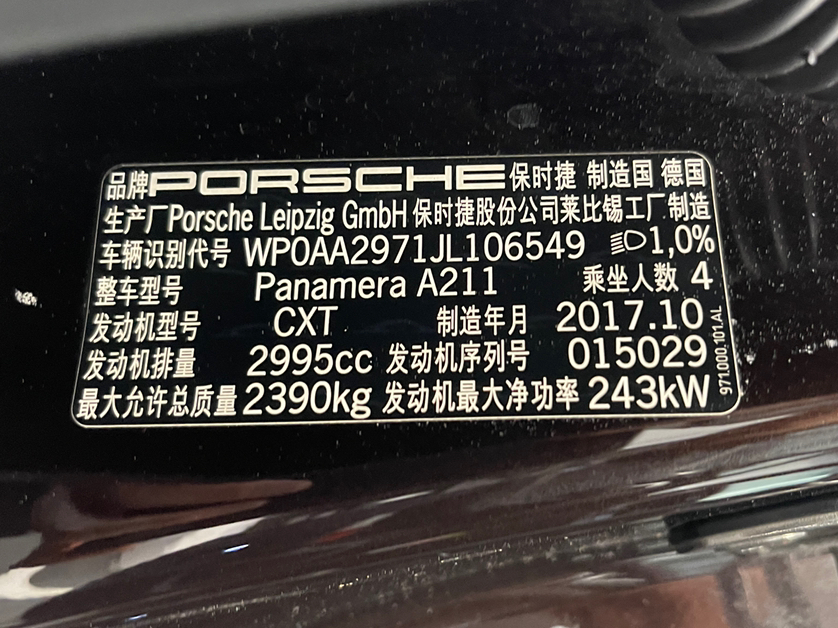 品牌PORSCHE保时捷 制造国 德国
生产厂Porsche Leipzig GmbH 保时捷股份公司莱比锡工厂制造
车辆识别代号 WP0AA2971JL106549 1,0%
整车型号 Panamera A211 乘坐人数 4
发动机型号 CXT 制造年月 2017.10
发动机排量 2995cc 发动机序列号 015029
最大允许总质量 2390kg 发动机最大净功率 243kW
971.000.101.AL